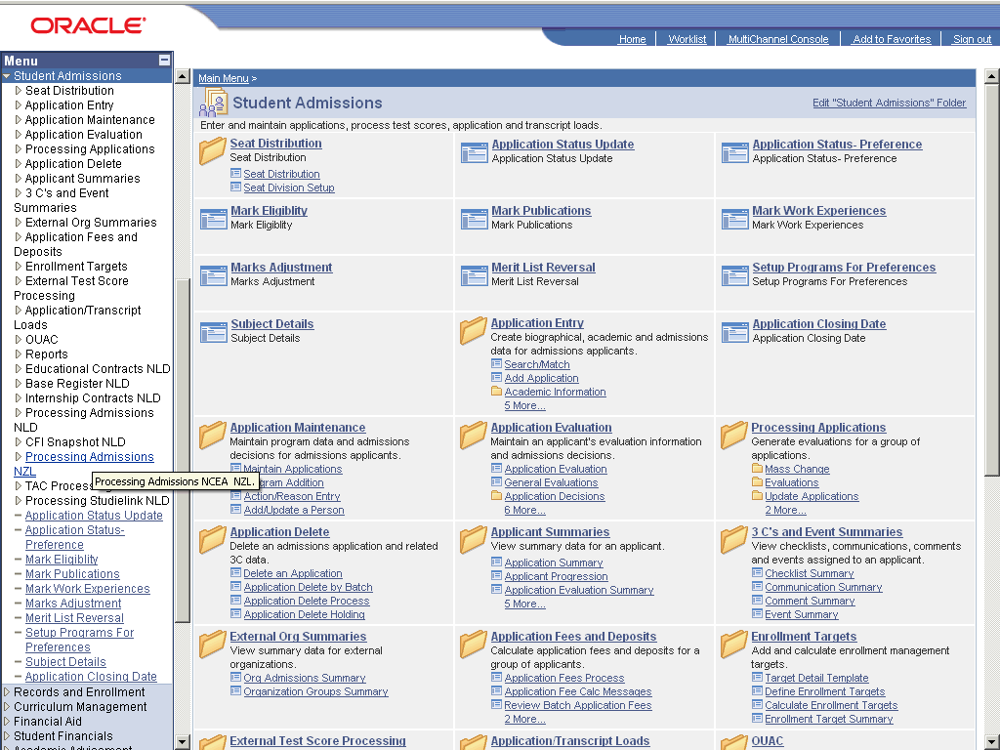 ORACLE
Home
Worklist
MultiChannel Console
Add to Favorites
Sign out
Menu
Student Admissions
Seat Distribution
Application Entry
Application Maintenance
Application Evaluation
Processing Applications
Application Delete
Applicant Summaries
3 C's and Event
Summaries
External Org Summaries
Application Fees and
Deposits
Enrollment Targets
External Test Score
Processing
Application/Transcript
Loads
OUAC
Reports
Educational Contracts NLD
Base Register NLD
Internship Contracts NLD
Processing Admissions
NLD
CFI Snapshot NLD
Processing Admissions
NZL
Processing Admissions NCEA NZL.
TAC
Processing Studielink NLD
Application Status Update
Application Status-
Preference
Mark Eligiblity
Mark Publications
Mark Work Experiences
Marks Adjustment
Merit List Reversal
Setup Programs For
Preferences
Subject Details
Application Closing Date
Records and Enrollment
Curriculum Management
Financial Aid
Student Financials
Academic Advisement
Main Menu >
Student Admissions
Edit "Student Admissions" Folder
Enter and maintain applications, process test scores, application and transcript loads.
Seat Distribution
Seat Distribution
Seat Distribution
Seat Division Setup
Application Status Update
Application Status Update
Application Status- Preference
Application Status- Preference
Mark Eligiblity
Mark Eligiblity
Mark Publications
Mark Publications
Mark Work Experiences
Mark Work Experiences
Marks Adjustment
Marks Adjustment
Merit List Reversal
Merit List Reversal
Setup Programs For Preferences
Setup Programs For Preferences
Subject Details
Subject Details
Application Entry
Create biographical, academic and admissions
data for admissions applicants.
Search/Match
Add Application
Academic Information
5 More...
Application Closing Date
Application Closing Date
Application Maintenance
Maintain program data and admissions
decisions for admissions applicants.
Maintain Applications
Addition
Action/Reason Entry
Add/Update a Person
Application Evaluation
Maintain an applicant's evaluation information
and admissions decisions.
Application Evaluation
General Evaluations
Application Decisions
6 More...
Processing Applications
Generate evaluations for a group of
applications.
Mass Change
Evaluations
Update Applications
2 More...
Application Delete
Delete an admissions application and related
3C data.
Delete an Application
Application Delete by Batch
Application Delete Process
Application Delete Holding
Applicant Summaries
View summary data for an applicant.
Application Summary
Applicant Progression
Application Evaluation Summary
5 More...
3 C's and Event Summaries
View checklists, communications, comments
and events assigned to an applicant.
Checklist Summary
Communication Summary
Comment Summary
Event Summary
External Org Summaries
View summary data for external
organizations.
Org Admissions Summary
Organization Groups Summary
Application Fees and Deposits
Calculate application fees and deposits for a
group of applicants.
Application Fees Process
Application Fee Calc Messages
Review Batch Application Fees
2 More...
Enrollment Targets
Add and calculate enrollment management
targets.
Target Detail Template
Define Enrollment Targets
Calculate Enrollment Targets
Enrollment Target Summary
External Test Score Processing
Application/Transcript Loads
OUAC